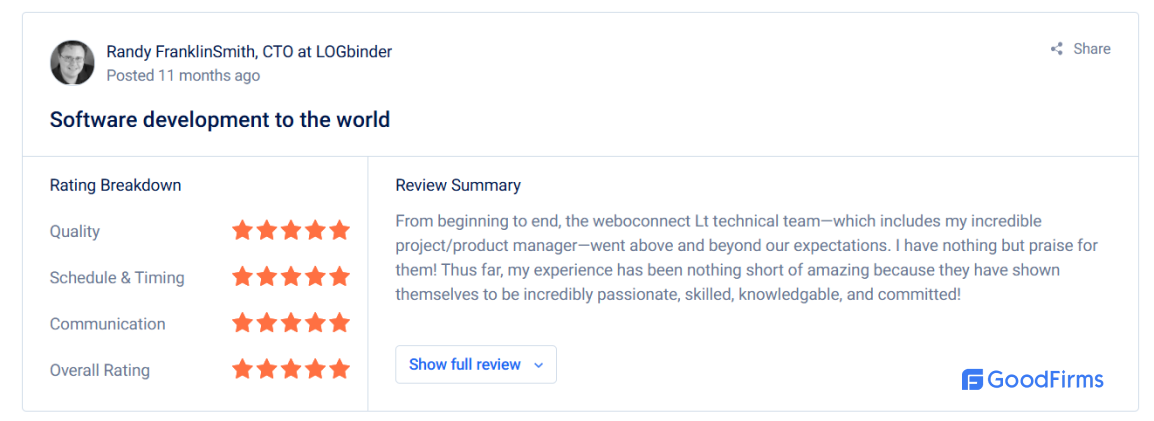 Randy FranklinSmith, CTO at LOGbinder
Share
Posted 11 months ago
Software development to the world
Rating Breakdown
Quality
Schedule & Timing
Communication
Overall Rating
Review Summary
From beginning to end, the weboconnect Lt technical team—which includes my incredible
project/product manager—went above and beyond our expectations. I have nothing but praise for
them! Thus far, my experience has been nothing short of amazing because they have shown
themselves to be incredibly passionate, skilled, knowledgable, and committed!
Show full review
GoodFirms